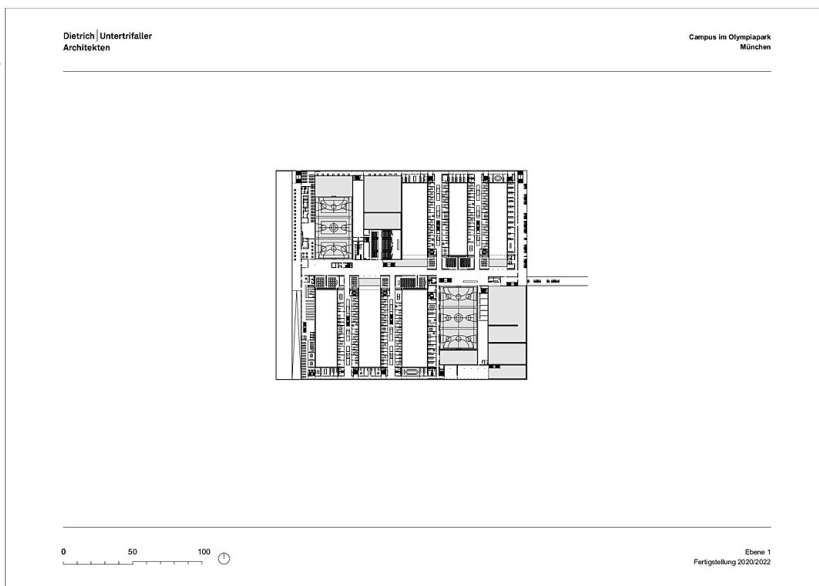 Dietrich | Untertrifaller
Architekten
Campus im Olympiapark
München
0 50 100
Ebene 1
Fertigstellung 2020/2022